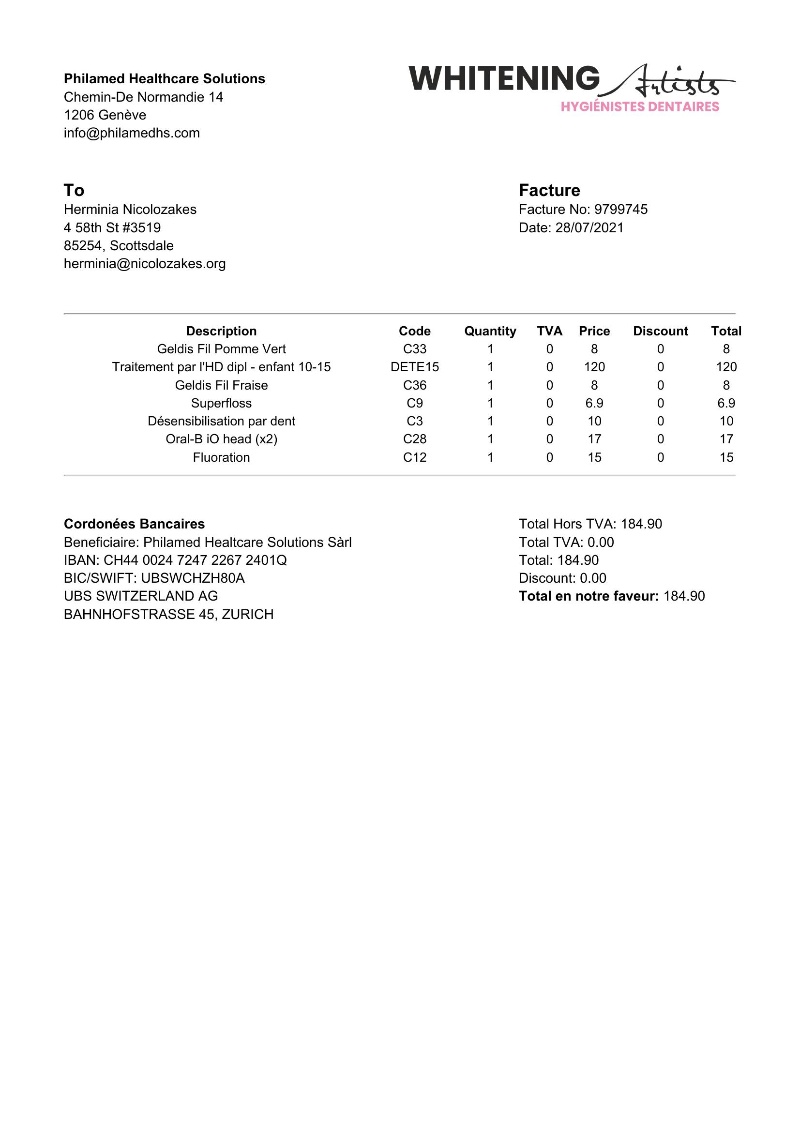 Philamed Healthcare Solutions
Chemin-De Normandie 14
1206 Genève
info@philamedhs.com
WHITENING Artists
HYGIÉNISTES DENTAIRES
To
Herminia Nicolozakes
4 58th St #3519
85254, Scottsdale
herminia@nicolozakes.org
Facture
Facture No: 9799745
Date: 28/07/2021
Description Code Quantity TVA Price Discount Total
Geldis Fil Pomme Vert C33 1 0 8 0 8
Traitement par l'HD dipl - enfant 10-15 DETE15 1 0 120 0 120
Geldis Fil Fraise C36 1 0 8 0 8
Superfloss C9 1 0 6.9 0 6.9
Désensibilisation par dent C3 1 0 10 0 10
Oral-B iO head (x2) C28 1 0 17 0 17
Fluoration C12 1 0 15 0 15
Cordonées Bancaires
Beneficiaire: Philamed Healtcare Solutions Sàrl
IBAN: CH44 0024 7247 2267 2401Q
BIC/SWIFT: UBSWCHZH80A
UBS SWITZERLAND AG
BAHNHOFSTRASSE 45, ZURICH
Total Hors TVA: 184.90
Total TVA: 0.00
Total: 184.90
Discount: 0.00
Total en notre faveur: 184.90